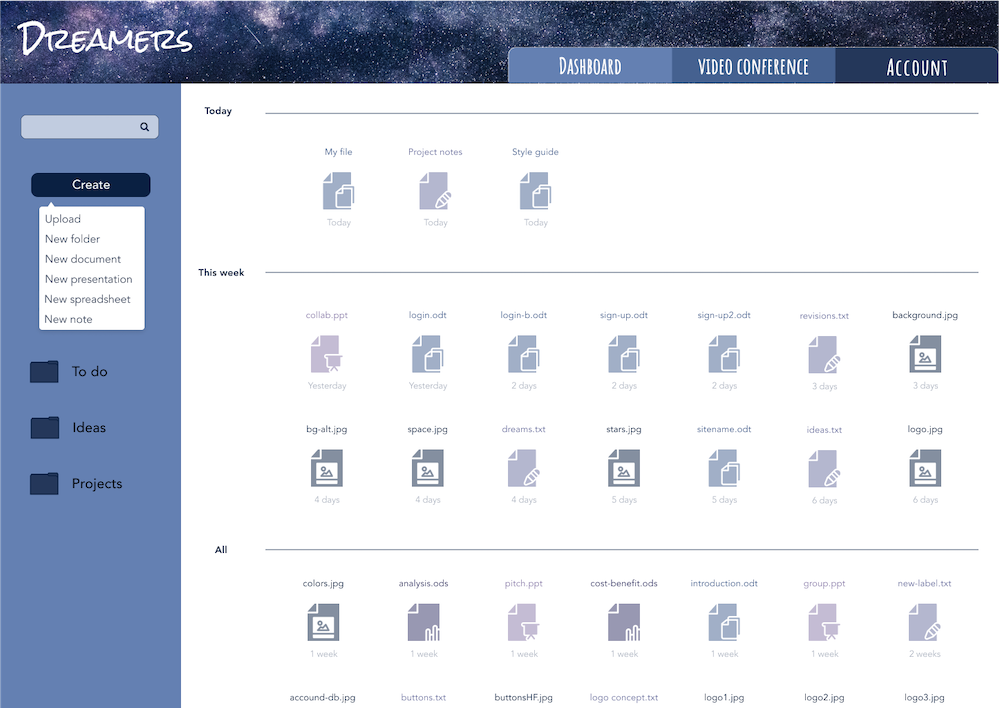 Dreamers
Dashboard
Video Conference
Account
Create
Upload
New folder
New document
New presentation
New spreadsheet
New note
To do
Ideas
Projects
Today
My file Project notes Style guide
Today Today Today
This week
collab.ppt login.odt login-b.odt sign-up.odt sign-up2.odt revisions.txt background.jpg
Yesterday Yesterday 2 days 2 days 2 days 3 days 3 days
bg-alt.jpg space.jpg dreams.txt stars.jpg sitename.odt ideas.txt logo.jpg
4 days 4 days 4 days 5 days 5 days 6 days 6 days
All
colors.jpg analysis.ods pitch.ppt cost-benefit.ods introduction.odt group.ppt new-label.txt
1 week 1 week 1 week 1 week 1 week 1 week 2 weeks
accound-db.jpg buttons.txt buttonsHF.jpg logo concept.txt logo1.jpg logo2.jpg logo3.jpg